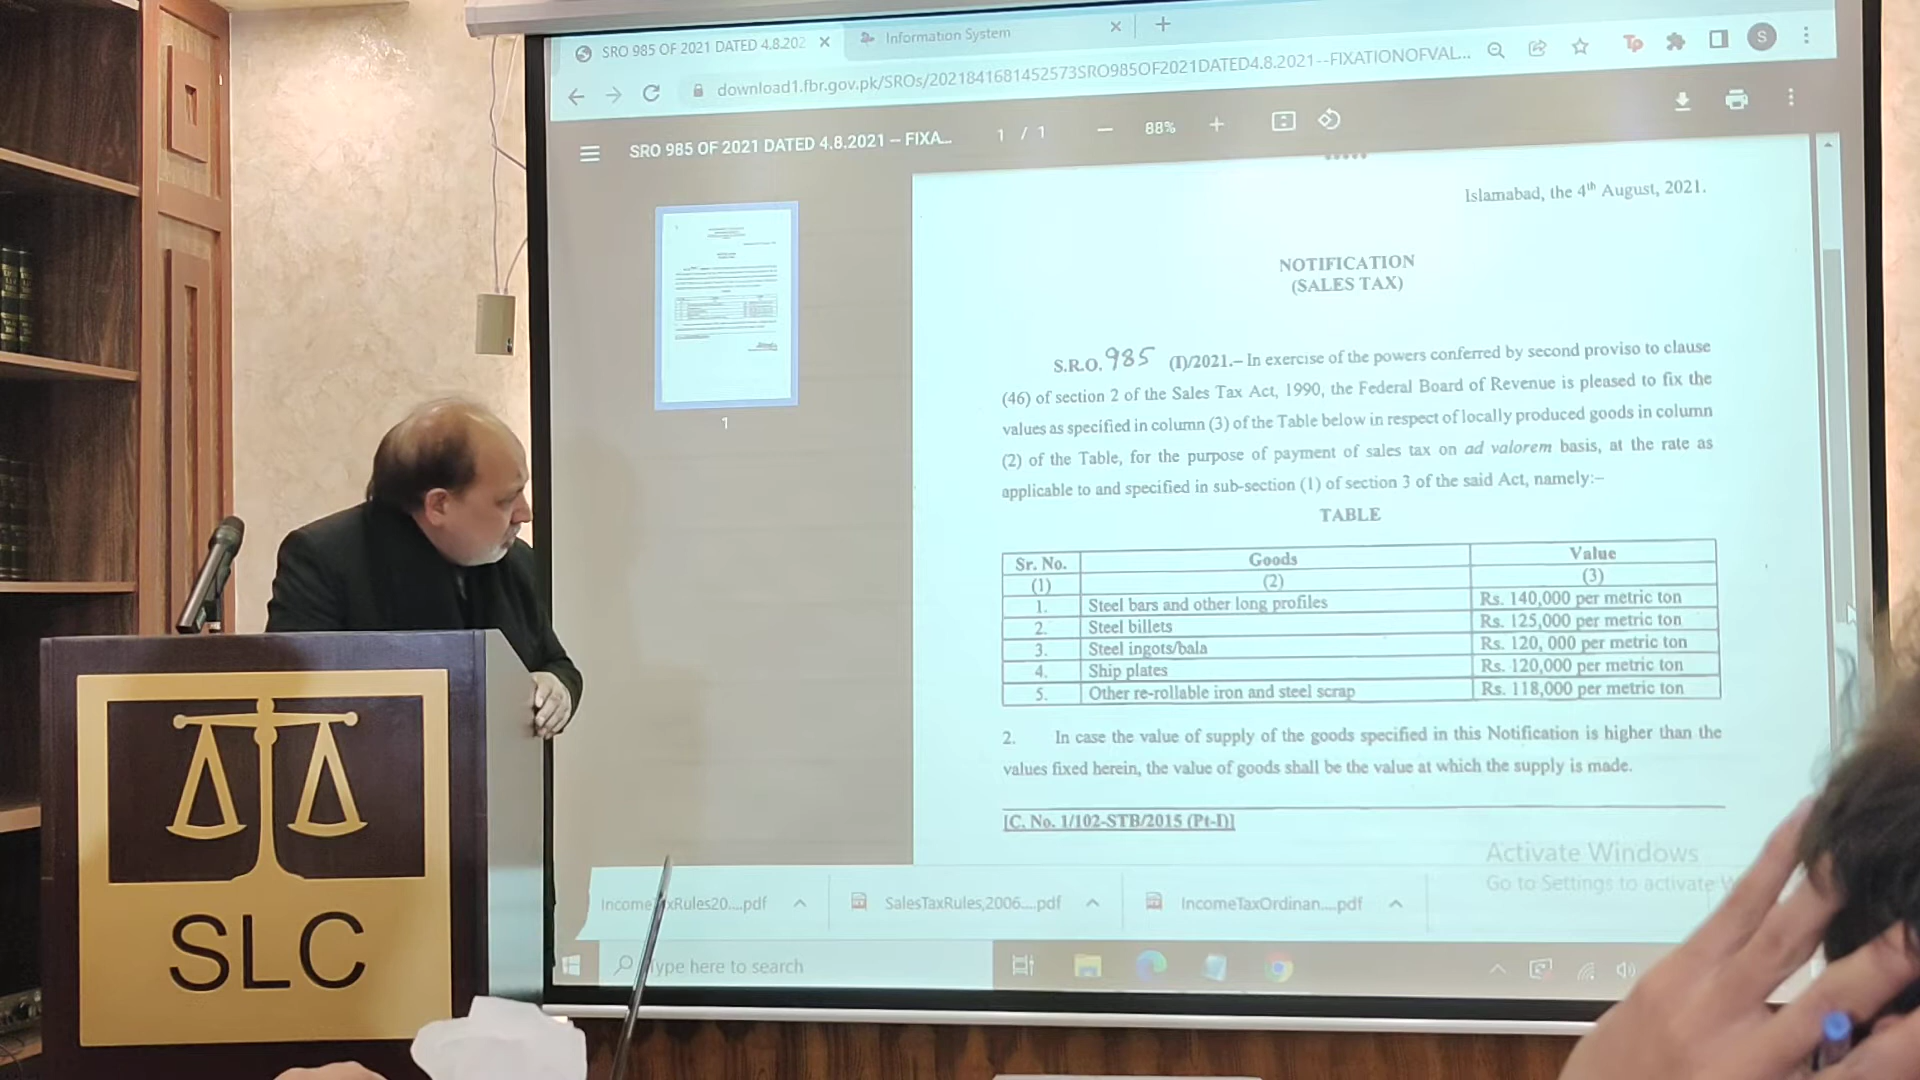 SRO 985 OF 2021 DATED 4.8.202
Information System
download1.fbr.gov.pk/SROs/2021841681452573SRO985OF2021DATED4.8.2021--FIXATIONOFVAL...
S
SRO 985 OF 2021 DATED 4.8.2021 -- FIXA...
1 / 1
88%
1
Islamabad, the 4th August, 2021.
NOTIFICATION
(SALES TAX)
S.R.O. 985 (I)/2021.– In exercise of the powers conferred by second proviso to clause
(46) of section 2 of the Sales Tax Act, 1990, the Federal Board of Revenue is pleased to fix the
values as specified in column (3) of the Table below in respect of locally produced goods in column
(2) of the Table, for the purpose of payment of sales tax on ad valorem basis, at the rate as
applicable to and specified in sub-section (1) of section 3 of the said Act, namely:–
TABLE
Sr. No. Goods Value
(1) (2) (3)
1. Steel bars and other long profiles Rs. 140,000 per metric ton
2. Steel billets Rs. 125,000 per metric ton
3. Steel ingots/bala Rs. 120, 000 per metric ton
4. Ship plates Rs. 120,000 per metric ton
5. Other re-rollable iron and steel scrap Rs. 118,000 per metric ton
2. In case the value of supply of the goods specified in this Notification is higher than the
values fixed herein, the value of goods shall be the value at which the supply is made.
[C. No. 1/102-STB/2015 (Pt-I)]
Activate Windows
Go to Settings to activate
SalesTaxRules,2006....pdf IncomeTaxOrdinan....pdf
ype here to search
SLC